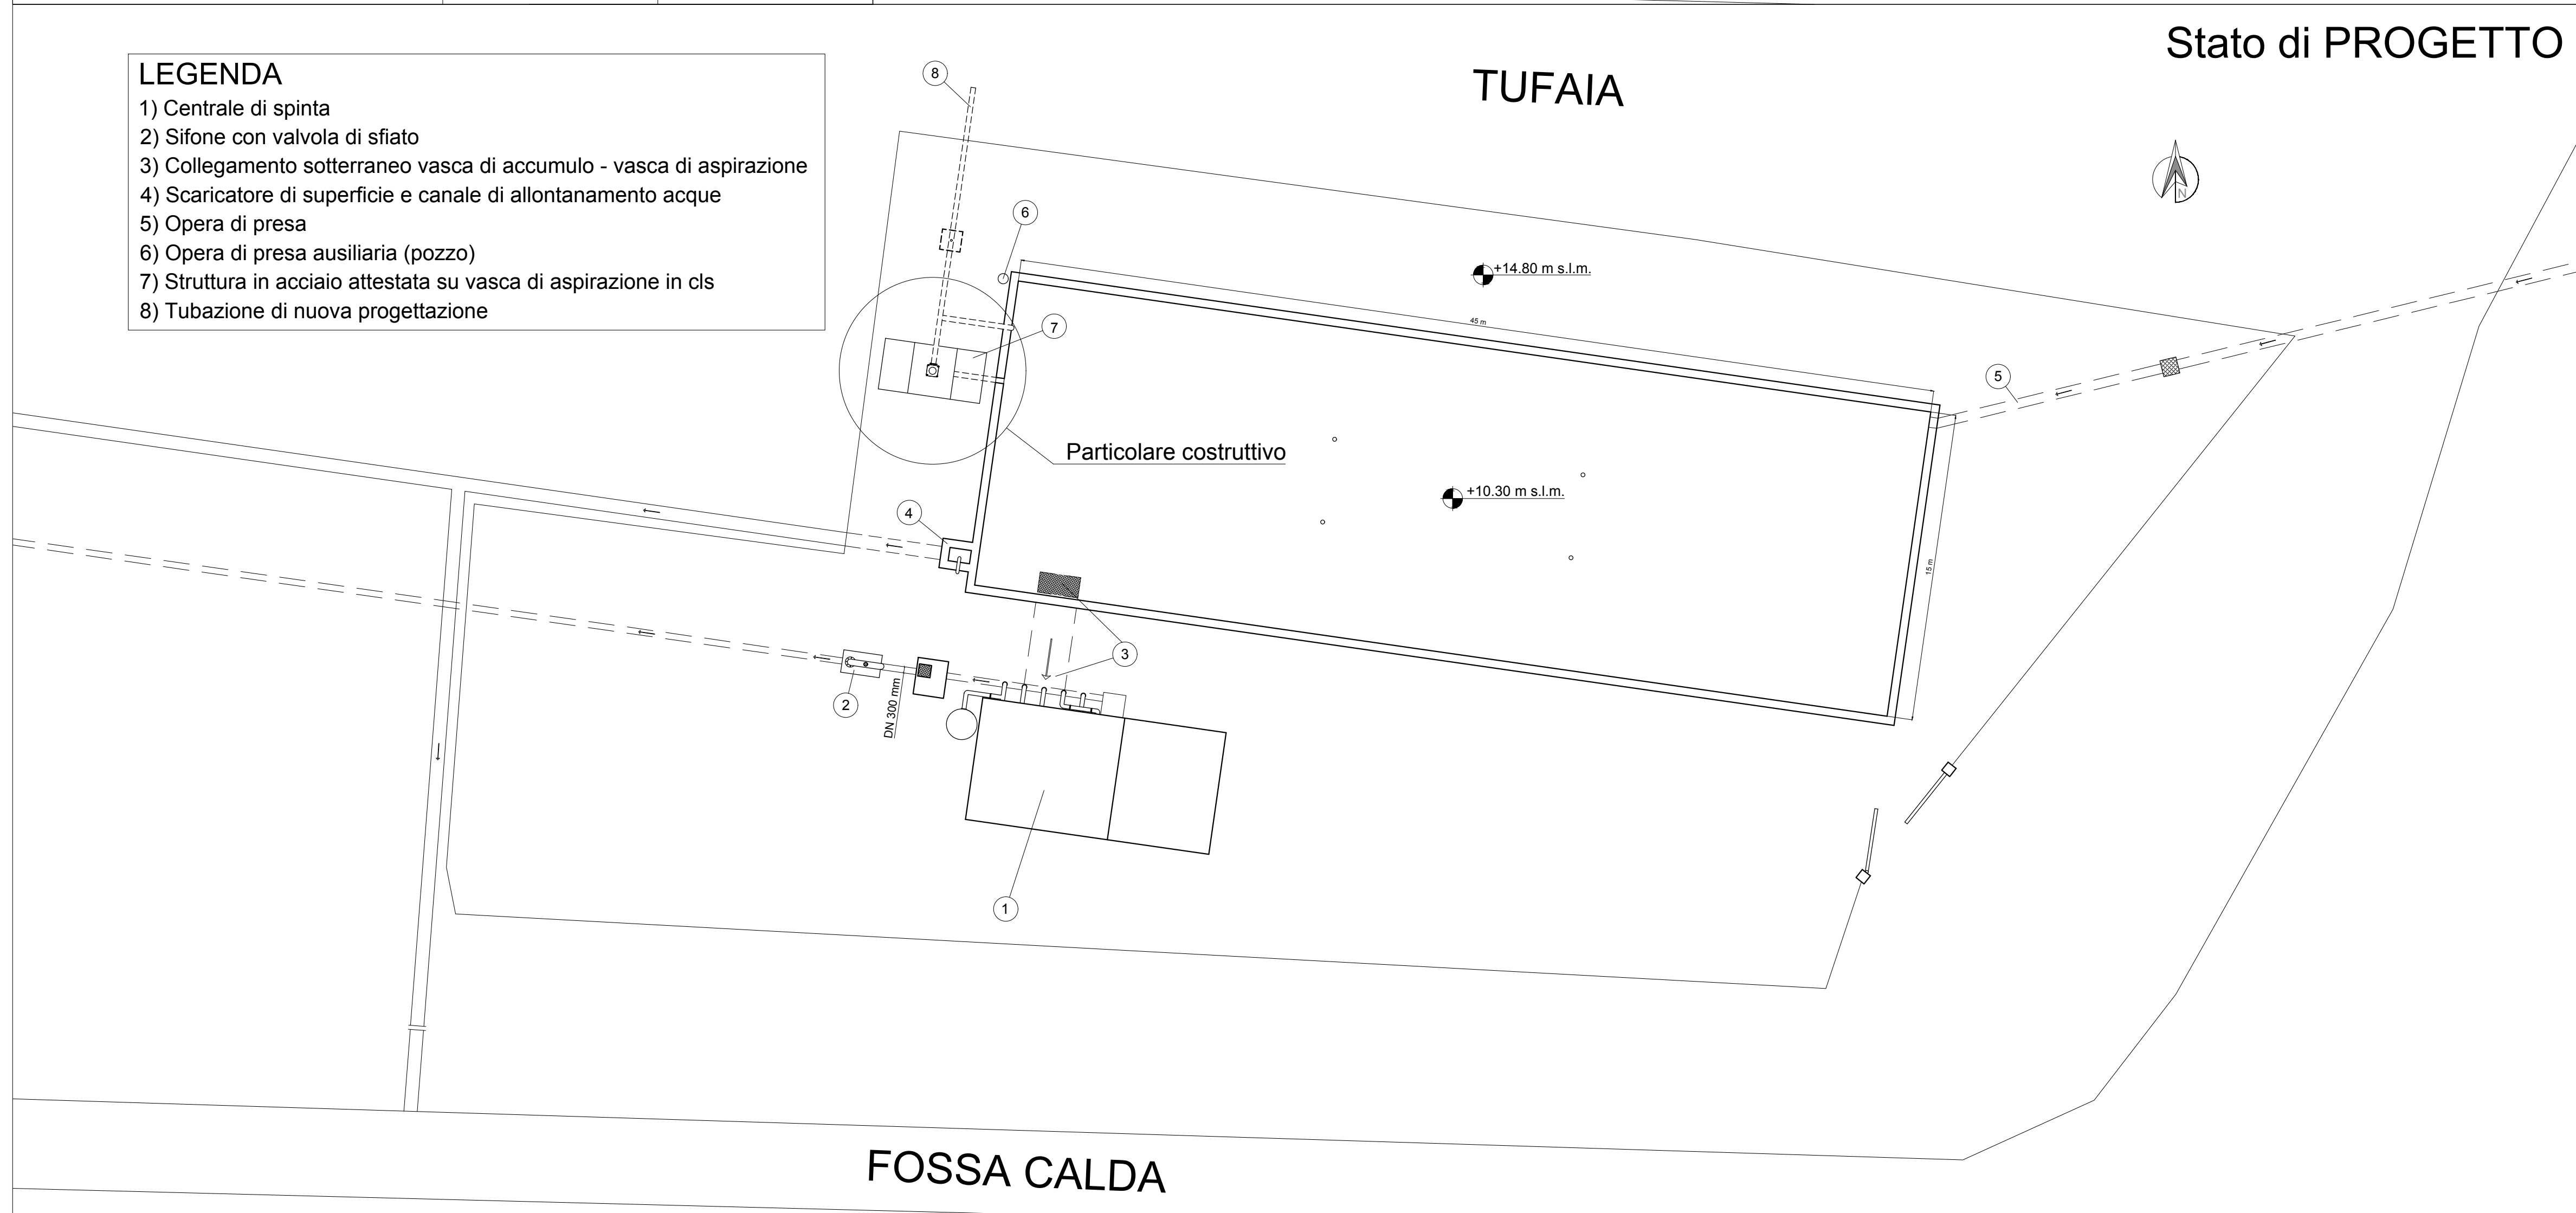 Stato di PROGETTO
LEGENDA
1) Centrale di spinta
2) Sifone con valvola di sfiato
3) Collegamento sotterraneo vasca di accumulo - vasca di aspirazione
4) Scaricatore di superficie e canale di allontanamento acque
5) Opera di presa
6) Opera di presa ausiliaria (pozzo)
7) Struttura in acciaio attestata su vasca di aspirazione in cls
8) Tubazione di nuova progettazione
8
TUFAIA
N
6
+14.80 m s.l.m.
45 m
7
5
Particolare costruttivo
+10.30 m s.l.m.
4
15 m
3
2
DN 300 mm
1
FOSSA CALDA